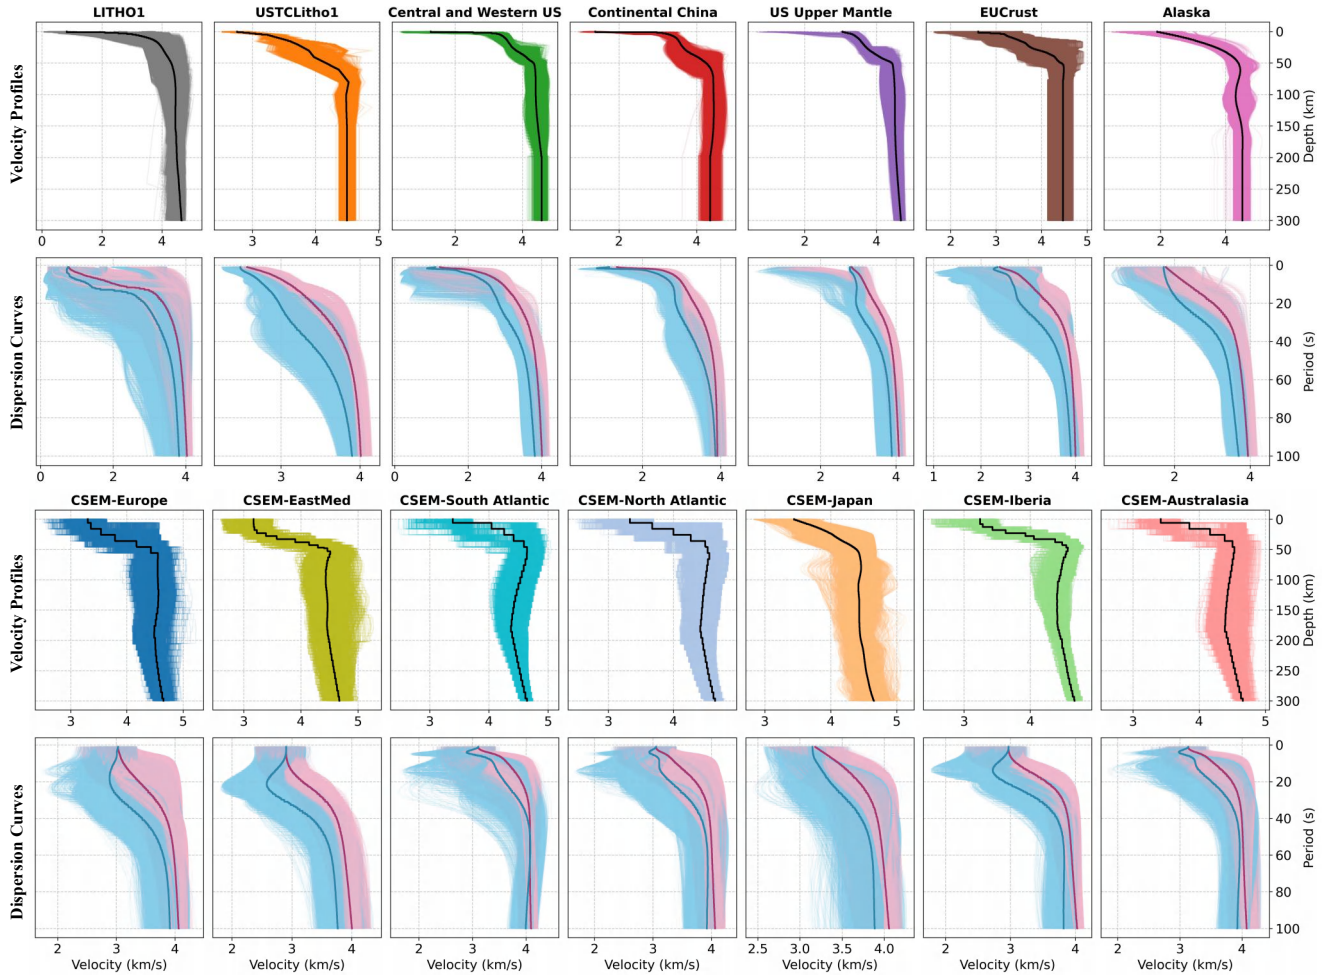 LITHO1 USTCLitho1 Central and Western US Continental China US Upper Mantle EUCrust Alaska
Velocity Profiles
0
50
100
150
200
250
300
Depth (km)
0 2 4 3 4 5 2 4 2 4 2 4 2 3 4 5 2 4
Dispersion Curves
0
20
40
60
80
100
Period (s)
0 2 4 3 4 0 2 4 2 4 2 4 1 2 3 4 2 4
CSEM-Europe CSEM-EastMed CSEM-South Atlantic CSEM-North Atlantic CSEM-Japan CSEM-Iberia CSEM-Australasia
Velocity Profiles
0
50
100
150
200
250
300
Depth (km)
3 4 5 3 4 5 3 4 5 3 4 3 4 5 3 4 3 4 5
Dispersion Curves
0
20
40
60
80
100
Period (s)
2 3 4 2 3 4 2 3 4 2 3 4 2.5 3.0 3.5 4.0 2 3 4 2 3 4
Velocity (km/s) Velocity (km/s) Velocity (km/s) Velocity (km/s) Velocity (km/s) Velocity (km/s) Velocity (km/s)